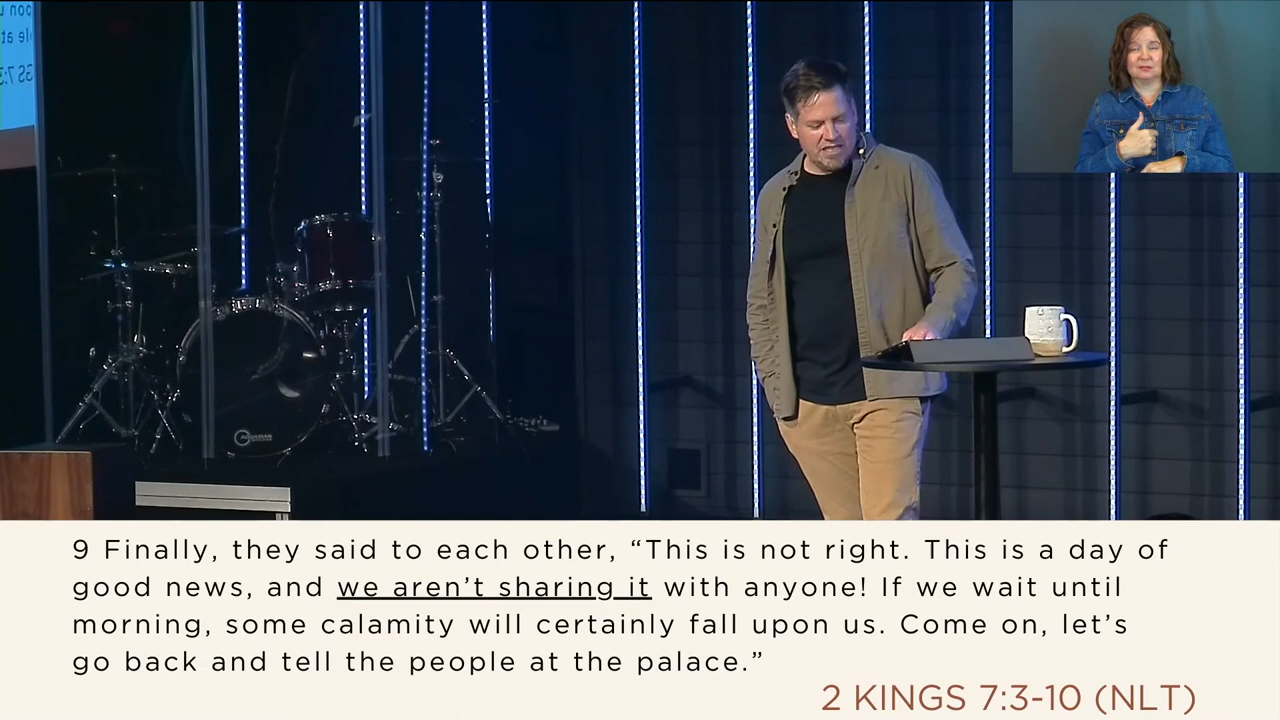 9 Finally, they said to each other, “This is not right. This is a day of
good news, and we aren’t sharing it with anyone! If we wait until
morning, some calamity will certainly fall upon us. Come on, let’s
go back and tell the people at the palace.”
2 KINGS 7:3-10 (NLT)
AQUARIAN